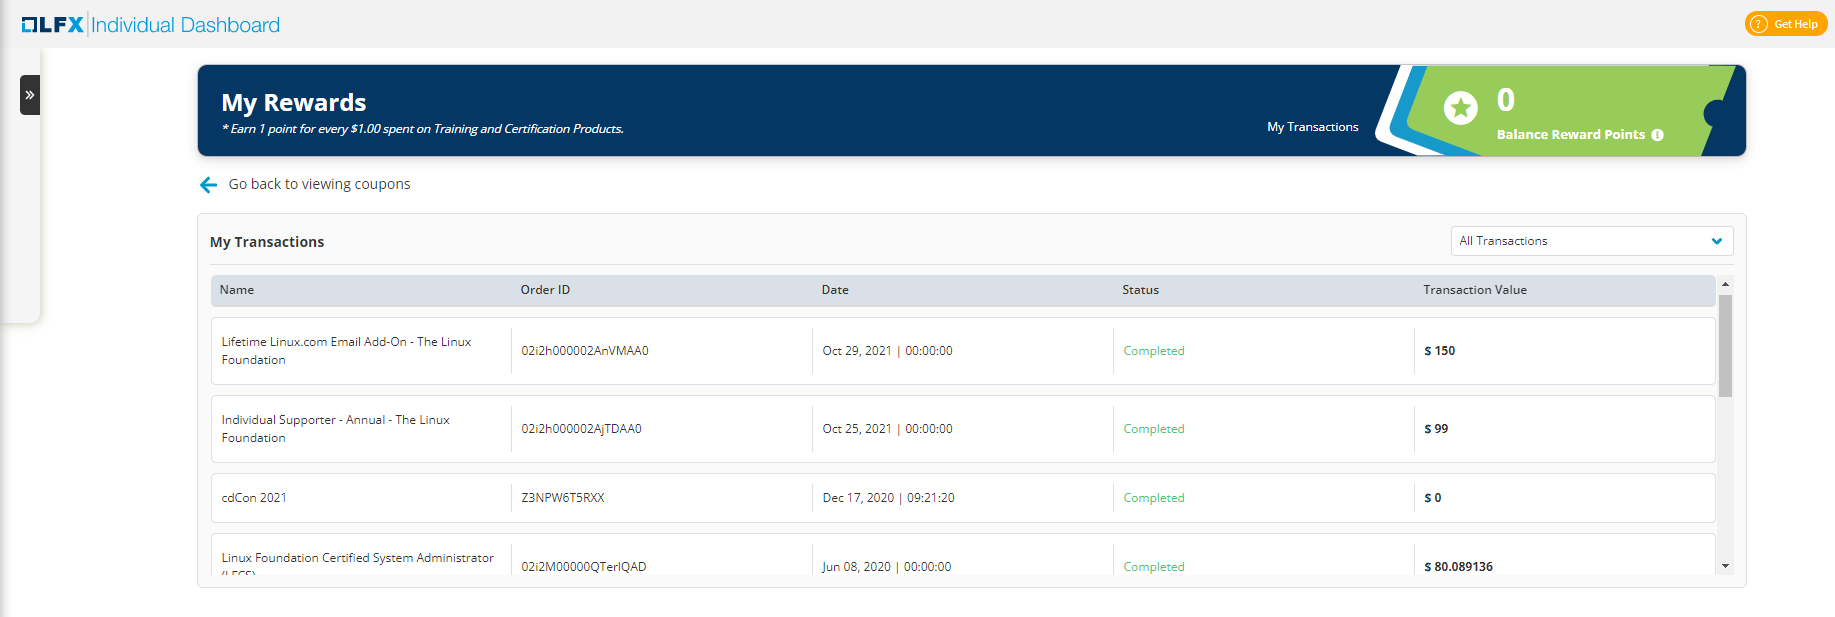 LFX Individual Dashboard
? Get Help
»
My Rewards
* Earn 1 point for every $1.00 spent on Training and Certification Products.
My Transactions
0
Balance Reward Points i
Go back to viewing coupons
My Transactions
All Transactions
Name Order ID Date Status Transaction Value
Lifetime Linux.com Email Add-On - The Linux
Foundation
02i2h000002AnVMAA0 Oct 29, 2021 | 00:00:00 Completed $ 150
Individual Supporter - Annual - The Linux
Foundation
02i2h000002AjTDAA0 Oct 25, 2021 | 00:00:00 Completed $ 99
cdCon 2021 Z3NPW6T5RXX Dec 17, 2020 | 09:21:20 Completed $ 0
Linux Foundation Certified System Administrator
(LFCS)
02i2M00000QTerIQAD Jun 08, 2020 | 00:00:00 Completed $ 80.089136